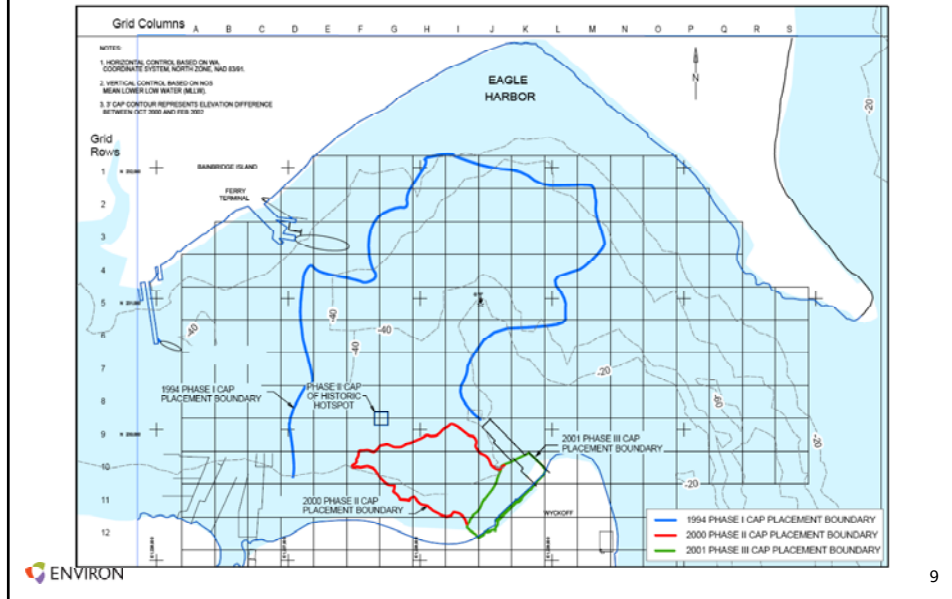 Grid Columns
A B C D E F G H I J K L M N O P Q R S
NOTES:
1. HORIZONTAL CONTROL BASED ON WA.
COORDINATE SYSTEM, NORTH ZONE, NAD 83/91.
2. VERTICAL CONTROL BASED ON NOS
MEAN LOWER LOW WATER (MLLW).
3. 3' CAP CONTOUR REPRESENTS ELEVATION DIFFERENCE
BETWEEN OCT 2000 AND FEB 2002
EAGLE
HARBOR
N
-20
Grid
Rows
1
2
3
4
5
6
7
8
9
10
11
12
BAINBRIDGE ISLAND
FERRY
TERMINAL
-40
-40
-40
-40
-20
-20
-20
1994 PHASE I CAP
PLACEMENT BOUNDARY
PHASE II CAP
OF HISTORIC
HOTSPOT
2001 PHASE III CAP
PLACEMENT BOUNDARY
2000 PHASE II CAP
PLACEMENT BOUNDARY
WYCKOFF
1994 PHASE I CAP PLACEMENT BOUNDARY
2000 PHASE II CAP PLACEMENT BOUNDARY
2001 PHASE III CAP PLACEMENT BOUNDARY
ENVIRON
9